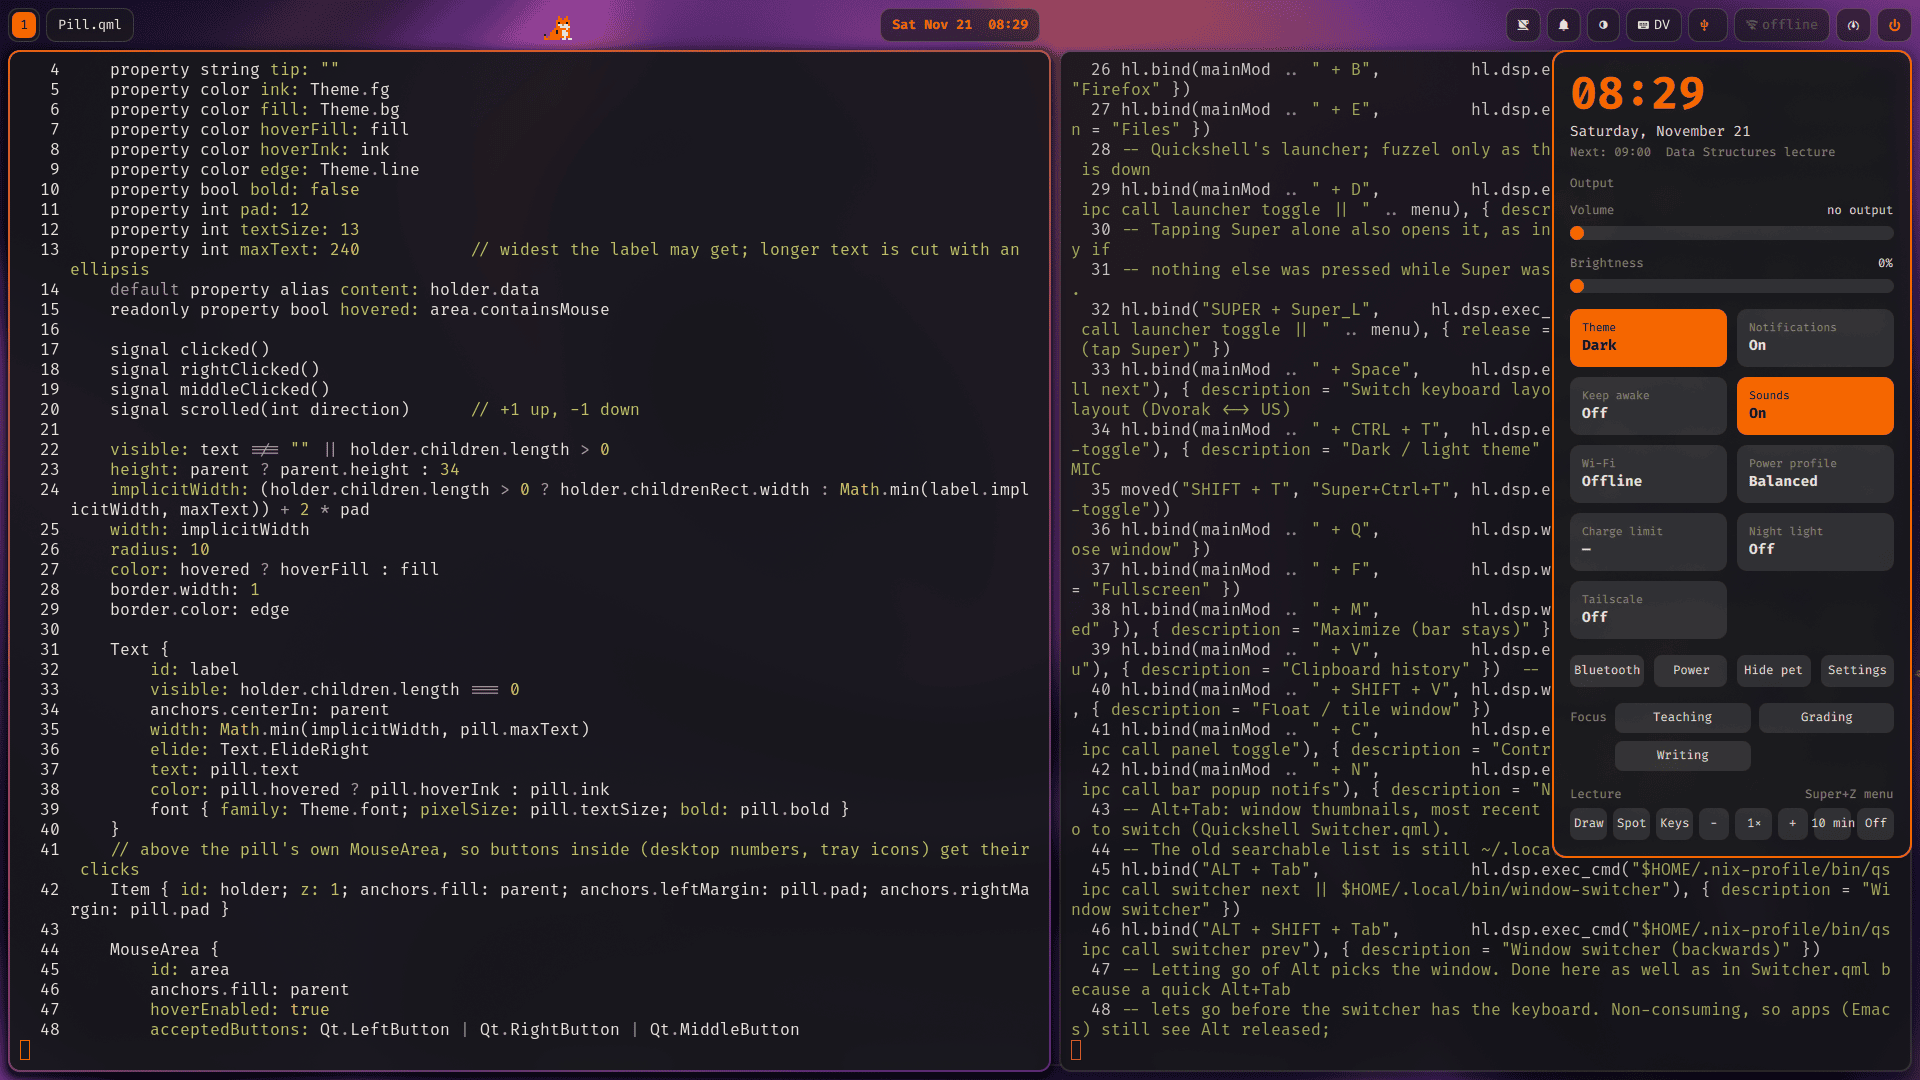 1 Pill.qml
Sat Nov 21 08:29
DV
offline
4 property string tip: ""
5 property color ink: Theme.fg
6 property color fill: Theme.bg
7 property color hoverFill: fill
8 property color hoverInk: ink
9 property color edge: Theme.line
10 property bool bold: false
11 property int pad: 12
12 property int textSize: 13
13 property int maxText: 240 // widest the label may get; longer text is cut with an
ellipsis
14 default property alias content: holder.data
15 readonly property bool hovered: area.containsMouse
16
17 signal clicked()
18 signal rightClicked()
19 signal middleClicked()
20 signal scrolled(int direction) // +1 up, -1 down
21
22 visible: text !== "" || holder.children.length > 0
23 height: parent ? parent.height : 34
24 implicitWidth: (holder.children.length > 0 ? holder.childrenRect.width : Math.min(label.impl
icitWidth, maxText)) + 2 * pad
25 width: implicitWidth
26 radius: 10
27 color: hovered ? hoverFill : fill
28 border.width: 1
29 border.color: edge
30
31 Text {
32 id: label
33 visible: holder.children.length === 0
34 anchors.centerIn: parent
35 width: Math.min(implicitWidth, pill.maxText)
36 elide: Text.ElideRight
37 text: pill.text
38 color: pill.hovered ? pill.hoverInk : pill.ink
39 font { family: Theme.font; pixelSize: pill.textSize; bold: pill.bold }
40 }
41 // above the pill's own MouseArea, so buttons inside (desktop numbers, tray icons) get their
clicks
42 Item { id: holder; z: 1; anchors.fill: parent; anchors.leftMargin: pill.pad; anchors.rightMa
rgin: pill.pad }
43
44 MouseArea {
45 id: area
46 anchors.fill: parent
47 hoverEnabled: true
48 acceptedButtons: Qt.LeftButton | Qt.RightButton | Qt.MiddleButton
26 hl.bind(mainMod .. " + B", hl.dsp.e
"Firefox" })
27 hl.bind(mainMod .. " + E", hl.dsp.e
n = "Files" })
28 -- Quickshell's launcher; fuzzel only as th
is down
29 hl.bind(mainMod .. " + D", hl.dsp.e
ipc call launcher toggle || " .. menu), { descr
30 -- Tapping Super alone also opens it, as in
y if
31 -- nothing else was pressed while Super was
.
32 hl.bind("SUPER + Super_L", hl.dsp.exec_
call launcher toggle || " .. menu), { release =
(tap Super)" })
33 hl.bind(mainMod .. " + Space", hl.dsp.e
ll next"), { description = "Switch keyboard layo
layout (Dvorak <-> US)
34 hl.bind(mainMod .. " + CTRL + T", hl.dsp.e
-toggle"), { description = "Dark / light theme"
MIC
35 moved("SHIFT + T", "Super+Ctrl+T", hl.dsp.e
-toggle"))
36 hl.bind(mainMod .. " + Q", hl.dsp.w
ose window" })
37 hl.bind(mainMod .. " + F", hl.dsp.w
= "Fullscreen" })
38 hl.bind(mainMod .. " + M", hl.dsp.w
ed" }), { description = "Maximize (bar stays)" }
39 hl.bind(mainMod .. " + V", hl.dsp.e
u"), { description = "Clipboard history" }) --
40 hl.bind(mainMod .. " + SHIFT + V", hl.dsp.w
, { description = "Float / tile window" })
41 hl.bind(mainMod .. " + C", hl.dsp.e
ipc call panel toggle"), { description = "Contr
42 hl.bind(mainMod .. " + N", hl.dsp.e
ipc call bar popup notifs"), { description = "N
43 -- Alt+Tab: window thumbnails, most recent
o to switch (Quickshell Switcher.qml).
44 -- The old searchable list is still ~/.loca
45 hl.bind("ALT + Tab", hl.dsp.exec_cmd("$HOME/.nix-profile/bin/qs
ipc call switcher next || $HOME/.local/bin/window-switcher"), { description = "Wi
ndow switcher" })
46 hl.bind("ALT + SHIFT + Tab", hl.dsp.exec_cmd("$HOME/.nix-profile/bin/qs
ipc call switcher prev"), { description = "Window switcher (backwards)" })
47 -- Letting go of Alt picks the window. Done here as well as in Switcher.qml b
ecause a quick Alt+Tab
48 -- lets go before the switcher has the keyboard. Non-consuming, so apps (Emac
s) still see Alt released;
08:29
Saturday, November 21
Next: 09:00 Data Structures lecture
Output
Volume no output
Brightness 0%
Theme
Dark
Notifications
On
Keep awake
Off
Sounds
On
Wi-Fi
Offline
Power profile
Balanced
Charge limit
—
Night light
Off
Tailscale
Off
Bluetooth Power Hide pet Settings
Focus Teaching Grading
Writing
Lecture Super+Z menu
Draw Spot Keys - 1× + 10 min Off